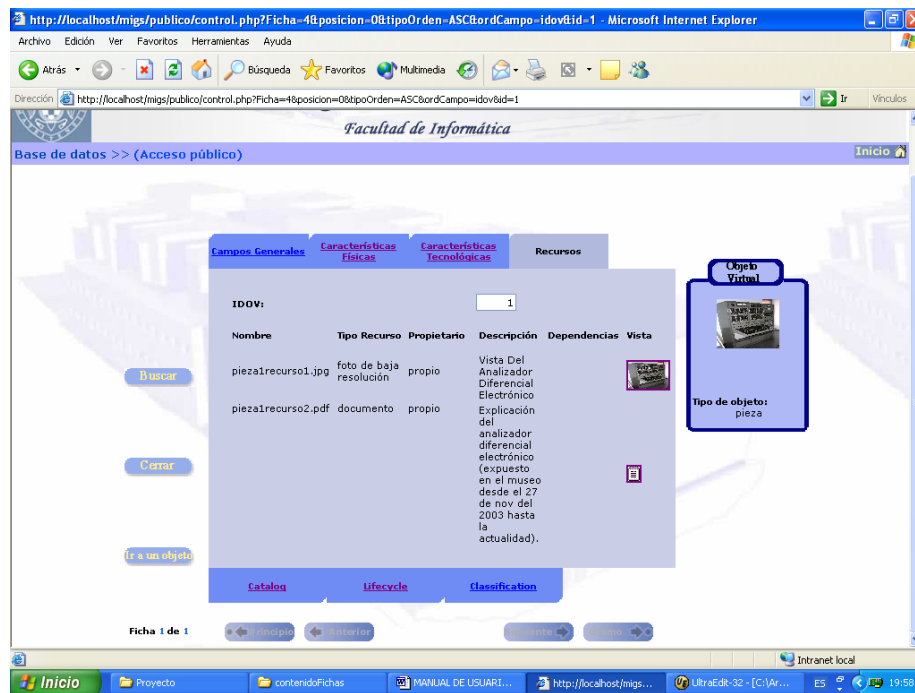 http://localhost/migs/publico/control.php?Ficha=4&posicion=0&tipoOrden=ASC&ordCampo=idov&id=1 - Microsoft Internet Explorer
Archivo Edición Ver Favoritos Herramientas Ayuda
Atrás Búsqueda Favoritos Multimedia
Dirección http://localhost/migs/publico/control.php?Ficha=4&posicion=0&tipoOrden=ASC&ordCampo=idov&id=1 Ir Vínculos
Facultad de Informática
Base de datos >> (Acceso público) Inicio
Campos Generales
Características
Físicas
Características
Tecnológicas
Recursos
Objeto
Virtual
IDOV: 1
Nombre Tipo Recurso Propietario Descripción Dependencias Vista
pieza1recurso1.jpg
foto de baja
resolución
propio
Vista Del
Analizador
Diferencial
Electrónico
pieza1recurso2.pdf documento propio
Explicación
del
analizador
diferencial
electrónico
(expuesto
en el museo
desde el 27
de nov del
2003 hasta
la
actualidad).
Tipo de objeto:
pieza
Buscar
Cerrar
Ir a un objeto
Catalog Lifecycle Classification
Ficha 1 de 1 Principio Anterior
Intranet local
Inicio Proyecto contenidoFichas MANUAL DE USUARI... http://localhost/migs... UltraEdit-32 - [C:\Ar... ES 19:58